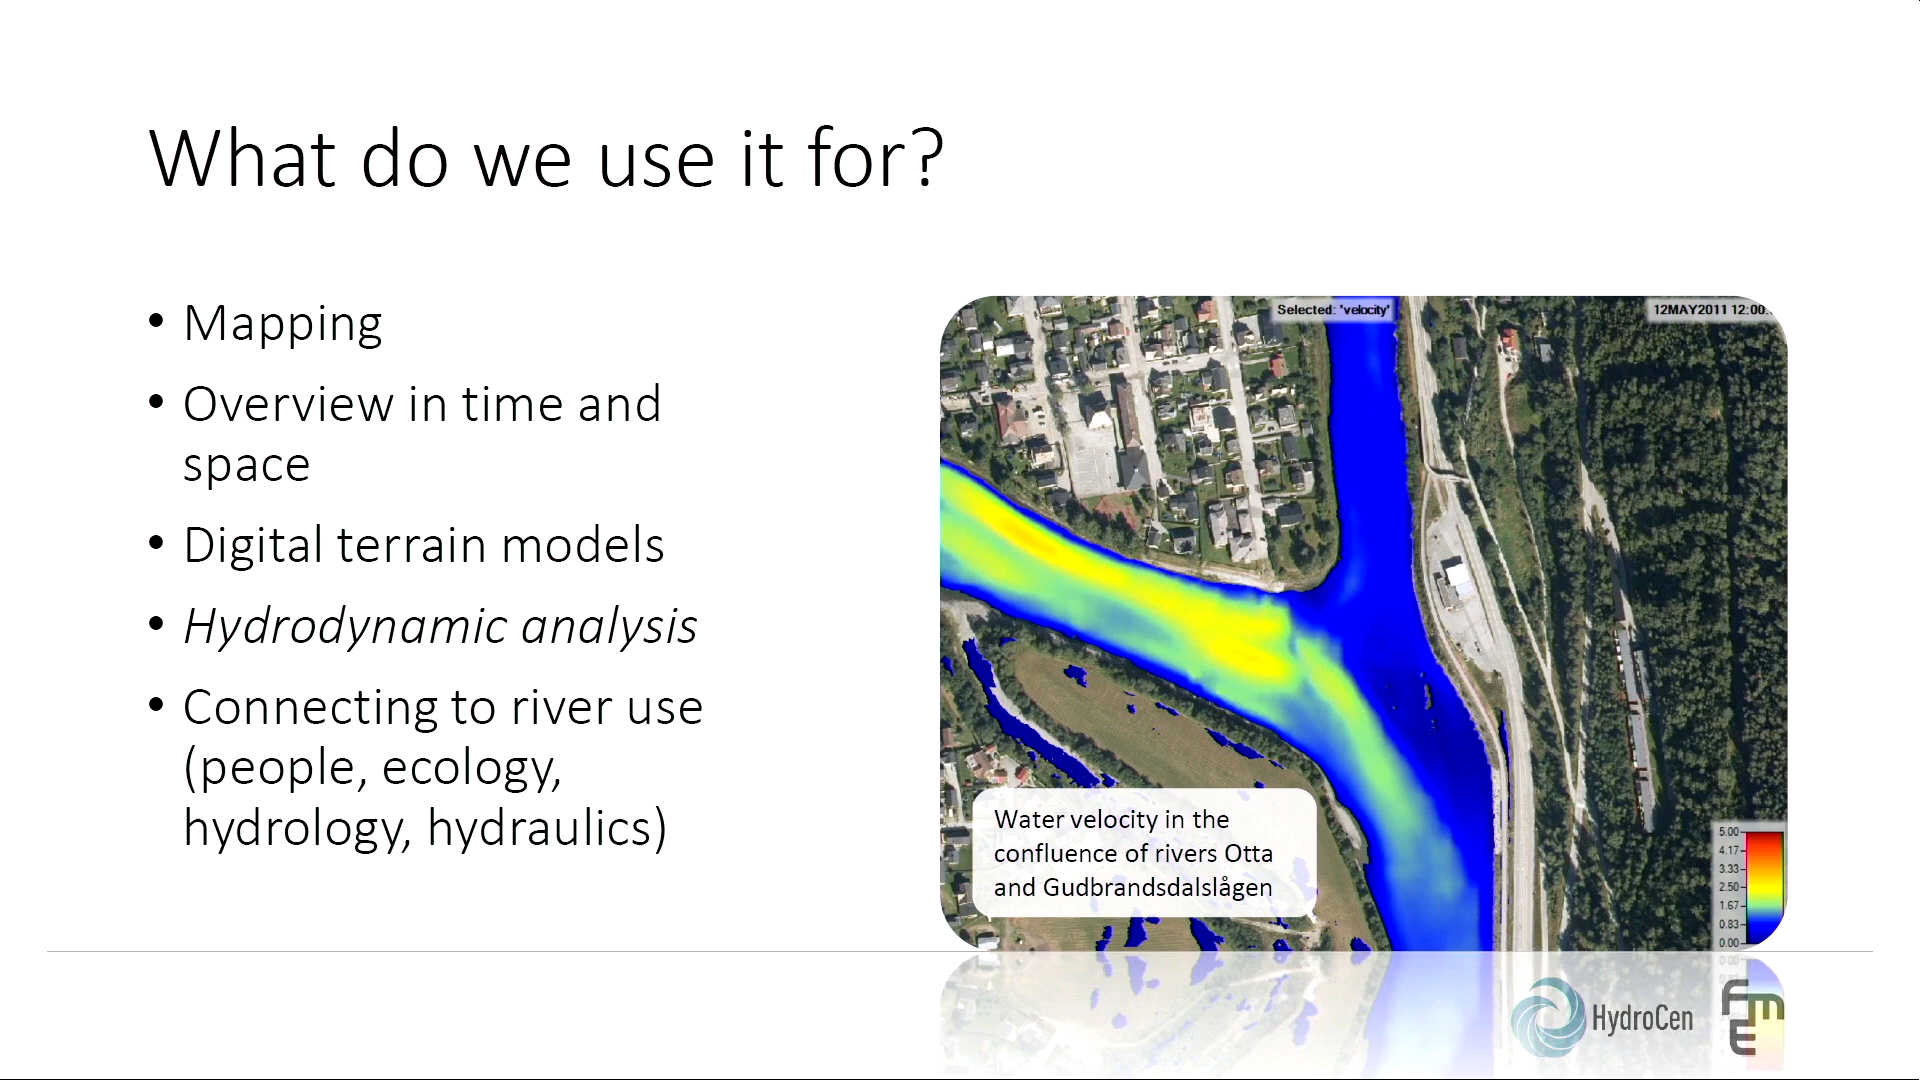 What do we use it for?
• Mapping
• Overview in time and
space
• Digital terrain models
• Hydrodynamic analysis
• Connecting to river use
(people, ecology,
hydrology, hydraulics)
Selected: 'velocity'
12MAY2011 12:00
Water velocity in the
confluence of rivers Otta
and Gudbrandsdalslågen
5.00
4.17
3.33
2.50
1.67
0.83
0.00
HydroCen
FME